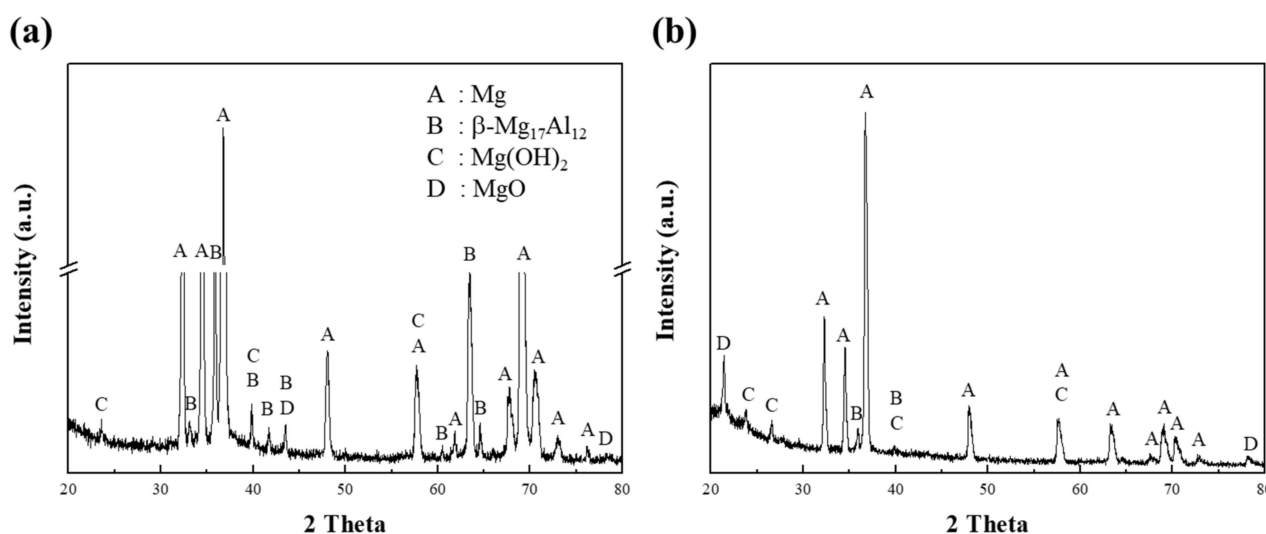 (a)
A : Mg
B : β-Mg₁₇Al₁₂
C : Mg(OH)₂
D : MgO
A
A
A
B
A
B
A
C
B
C
B
B
B
D
A
C
A
B
A
B
A
A
B
A
A
D
C
Intensity (a.u.)
20 30 40 50 60 70 80
2 Theta
(b)
A
A
A
D
C
C
B
B
C
A
A
C
A
A
A
A
A
D
Intensity (a.u.)
20 30 40 50 60 70 80
2 Theta